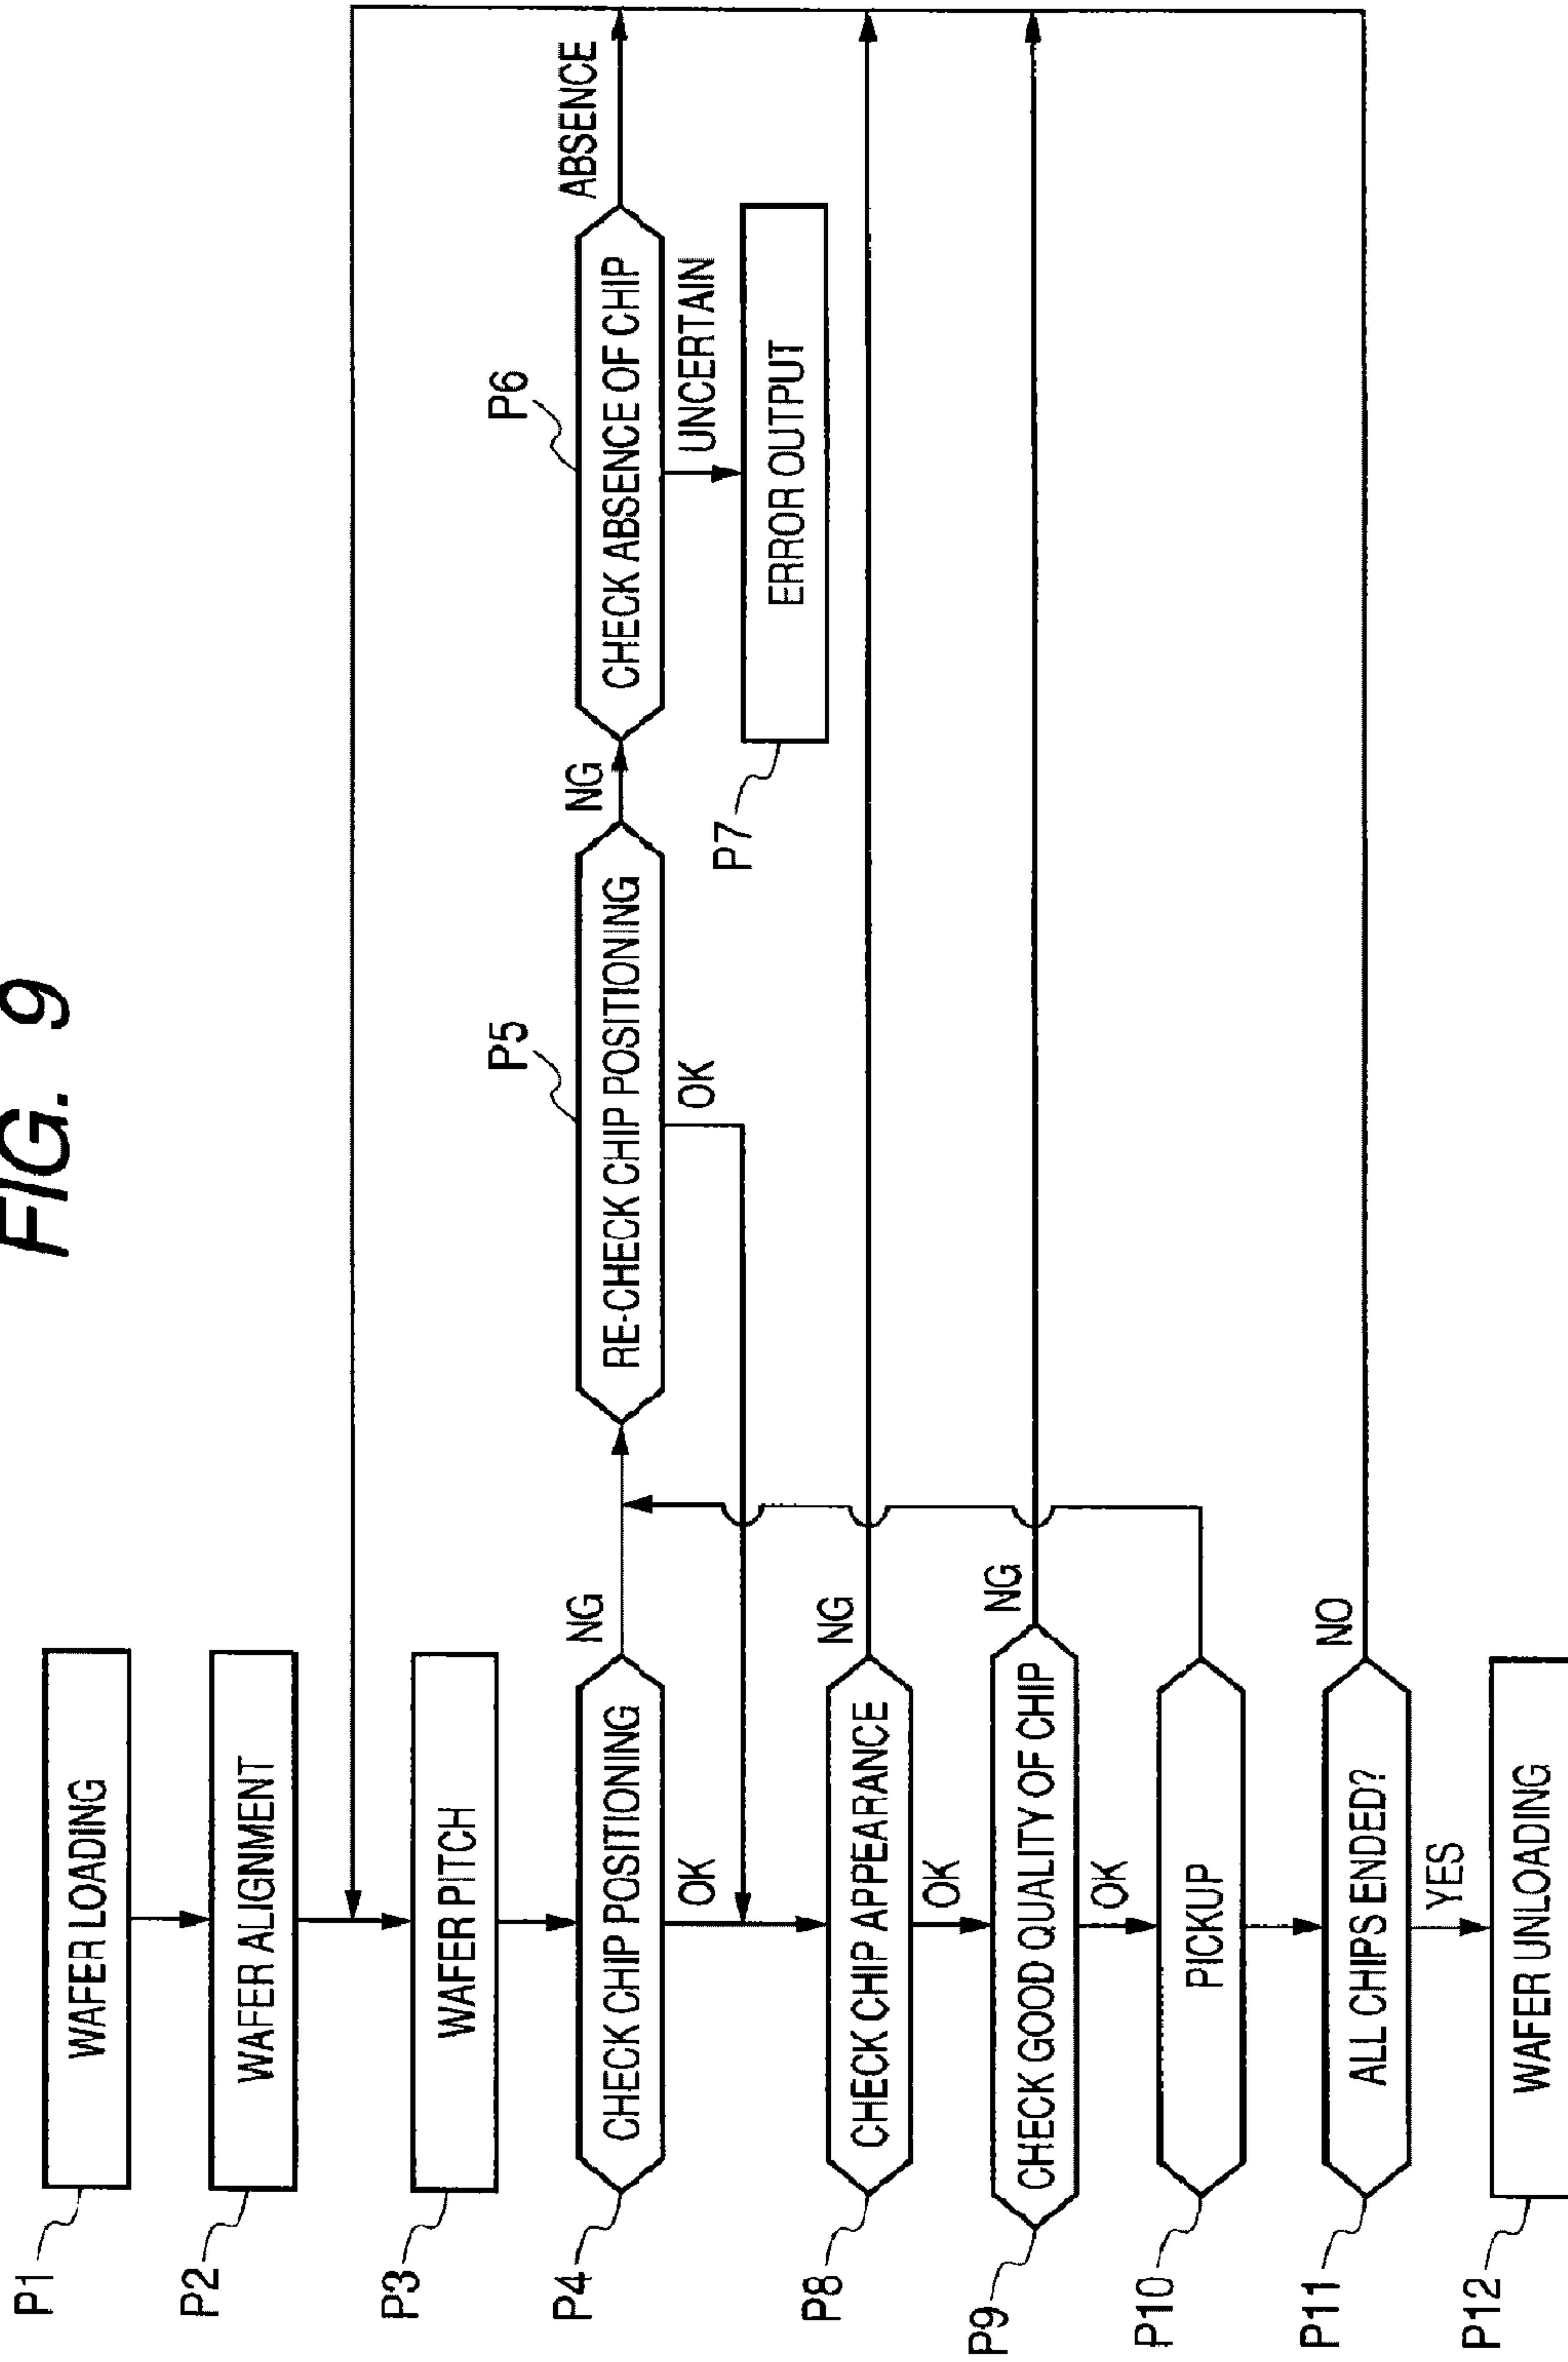 FIG. 9
P1
WAFER LOADING
P2
WAFER ALIGNMENT
P3
WAFER PITCH
P4
CHECK CHIP POSITIONING
NG
OK
P5
RE-CHECK CHIP POSITIONING
NG
OK
P6
CHECK ABSENCE OF CHIP
ABSENCE
UNCERTAIN
P7
ERROR OUTPUT
P8
CHECK CHIP APPEARANCE
NG
OK
P9
CHECK GOOD QUALITY OF CHIP
NG
OK
P10
PICKUP
P11
ALL CHIPS ENDED?
NO
YES
P12
WAFER UNLOADING